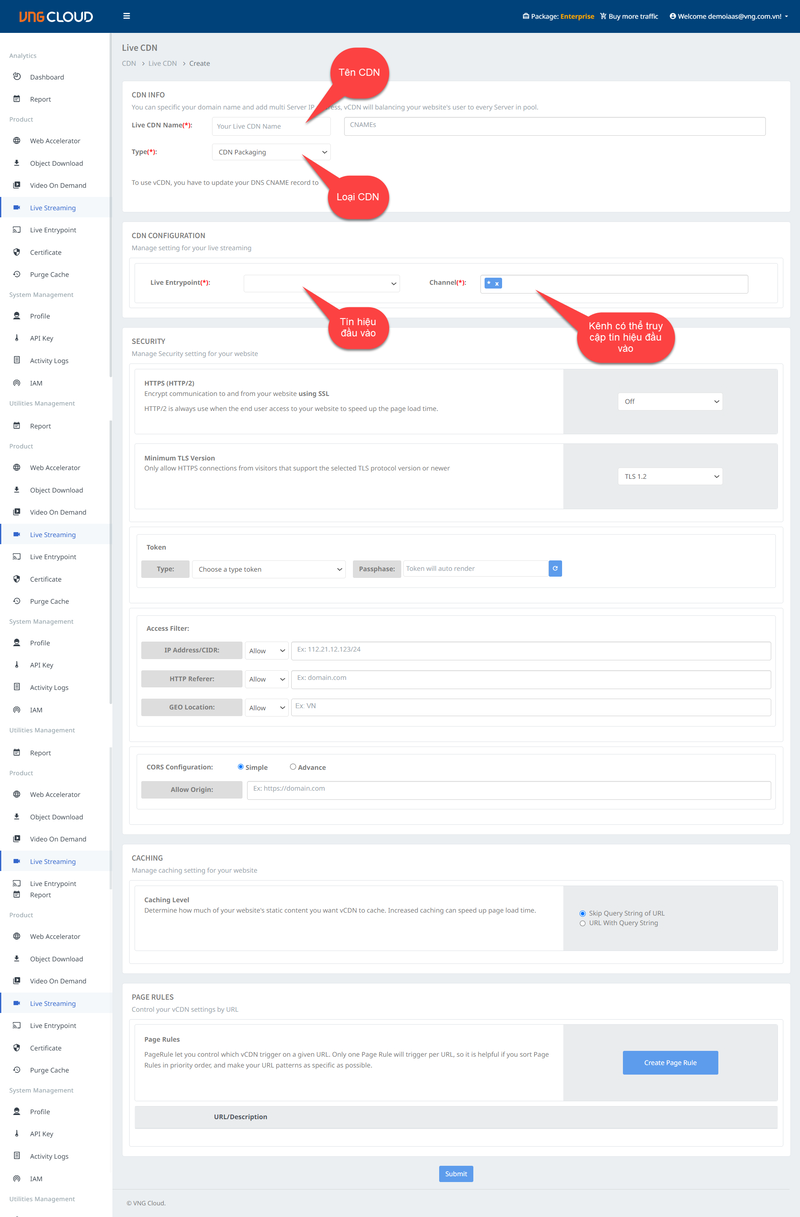 VNG CLOUD
Package: Enterprise
Buy more traffic
Welcome demoiaas@vng.com.vn!
Analytics
Dashboard
Report
Product
Web Accelerator
Object Download
Video On Demand
Live Streaming
Live Entrypoint
Certificate
Purge Cache
System Management
Profile
API Key
Activity Logs
IAM
Utilities Management
Report
Product
Web Accelerator
Object Download
Video On Demand
Live Streaming
Live Entrypoint
Certificate
Purge Cache
System Management
Profile
API Key
Activity Logs
IAM
Utilities Management
Report
Product
Web Accelerator
Object Download
Video On Demand
Live Streaming
Live Entrypoint
Report
Product
Web Accelerator
Object Download
Video On Demand
Live Streaming
Live Entrypoint
Certificate
Purge Cache
System Management
Profile
API Key
Activity Logs
IAM
Utilities Management
Live CDN
CDN > Live CDN > Create
Tên CDN
CDN INFO
You can specific your domain name and add multi Server IP address, vCDN will balancing your website's user to every Server in pool.
Live CDN Name(*):
Your Live CDN Name
CNAMEs
Type(*):
CDN Packaging
To use vCDN, you have to update your DNS CNAME record to
Loại CDN
CDN CONFIGURATION
Manage setting for your live streaming
Live Entrypoint(*):
Channel(*):
* x
Tín hiệu
đầu vào
Kênh có thể truy
cập tín hiệu đầu
vào
SECURITY
Manage Security setting for your website
HTTPS (HTTP/2)
Encrypt communication to and from your website using SSL
HTTP/2 is always use when the end user access to your website to speed up the page load time.
Off
Minimum TLS Version
Only allow HTTPS connections from visitors that support the selected TLS protocol version or newer
TLS 1.2
Token
Type:
Choose a type token
Passphase:
Token will auto render
Access Filter:
IP Address/CIDR:
Allow
Ex: 112.21.12.123/24
HTTP Referer:
Allow
Ex: domain.com
GEO Location:
Allow
Ex: VN
CORS Configuration:
Simple
Advance
Allow Origin:
Ex: https://domain.com
CACHING
Manage caching setting for your website
Caching Level
Determine how much of your website's static content you want vCDN to cache. Increased caching can speed up page load time.
Skip Query String of URL
URL With Query String
PAGE RULES
Control your vCDN settings by URL
Page Rules
PageRule let you control which vCDN trigger on a given URL. Only one Page Rule will trigger per URL, so it is helpful if you sort Page
Rules in priority order, and make your URL patterns as specific as possible.
Create Page Rule
URL/Description
Submit
© VNG Cloud.